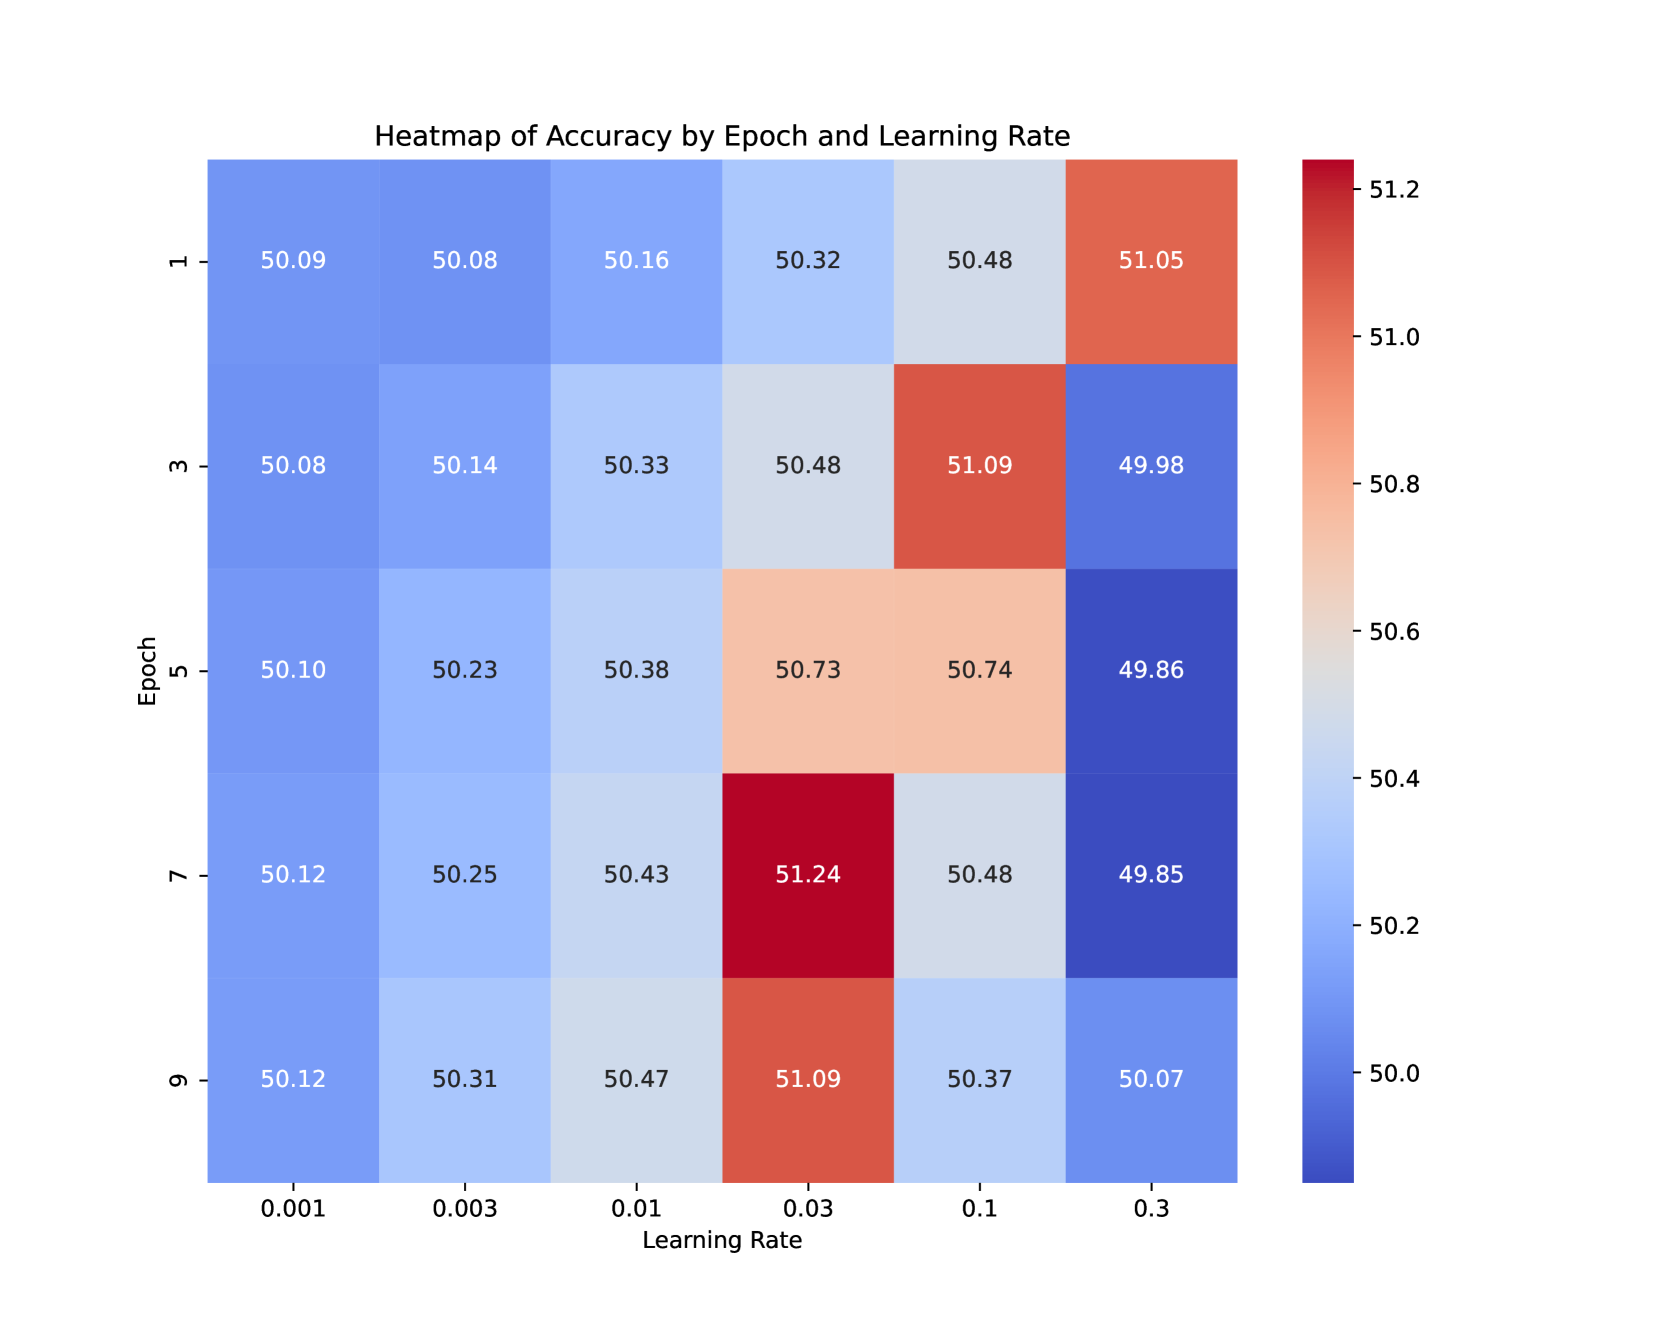 Heatmap of Accuracy by Epoch and Learning Rate
Epoch
1
50.09 50.08 50.16 50.32 50.48 51.05
3
50.08 50.14 50.33 50.48 51.09 49.98
5
50.10 50.23 50.38 50.73 50.74 49.86
7
50.12 50.25 50.43 51.24 50.48 49.85
9
50.12 50.31 50.47 51.09 50.37 50.07
0.001 0.003 0.01 0.03 0.1 0.3
Learning Rate
51.2
51.0
50.8
50.6
50.4
50.2
50.0